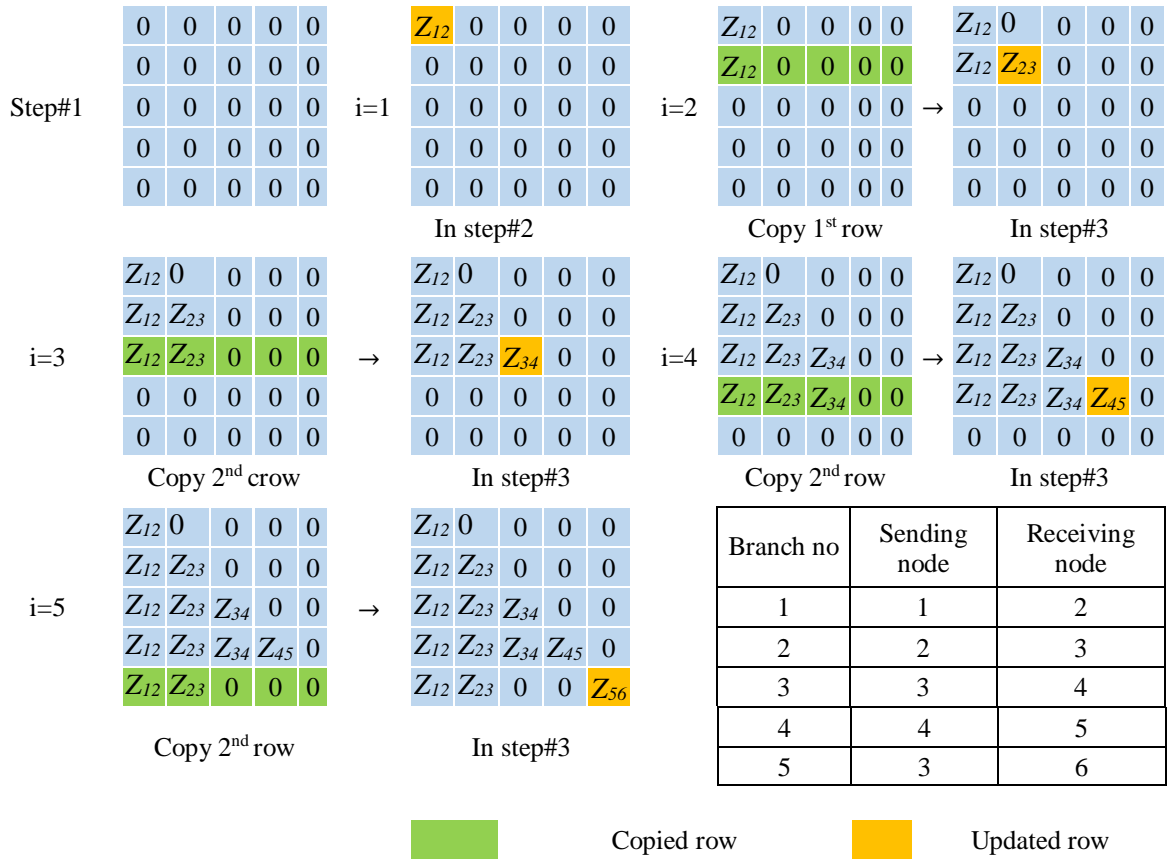 0 0 0 0 0 Z12 0 0 0 0 Z12 0 0 0 0 Z12 0 0 0 0
0 0 0 0 0 0 0 0 0 0 Z12 0 0 0 0 Z12 Z23 0 0 0
Step#1 0 0 0 0 0 i=1 0 0 0 0 0 i=2 0 0 0 0 0 → 0 0 0 0 0
0 0 0 0 0 0 0 0 0 0 0 0 0 0 0 0 0 0 0 0
0 0 0 0 0 0 0 0 0 0 0 0 0 0 0 0 0 0 0 0
In step#2 Copy 1st row In step#3
Z12 0 0 0 0 Z12 0 0 0 0 Z12 0 0 0 0 Z12 0 0 0 0
Z12 Z23 0 0 0 Z12 Z23 0 0 0 Z12 Z23 0 0 0 Z12 Z23 0 0 0
i=3 Z12 Z23 0 0 0 → Z12 Z23 Z34 0 0 i=4 Z12 Z23 Z34 0 0 → Z12 Z23 Z34 0 0
0 0 0 0 0 0 0 0 0 0 Z12 Z23 Z34 0 0 Z12 Z23 Z34 Z45 0
0 0 0 0 0 0 0 0 0 0 0 0 0 0 0 0 0 0 0 0
Copy 2nd crow In step#3 Copy 2nd row In step#3
Z12 0 0 0 0 Z12 0 0 0 0
Z12 Z23 0 0 0 Z12 Z23 0 0 0
i=5 Z12 Z23 Z34 0 0 → Z12 Z23 Z34 0 0
Z12 Z23 Z34 Z45 0 Z12 Z23 Z34 Z45 0
Z12 Z23 0 0 0 Z12 Z23 0 0 Z56
Copy 2nd row In step#3
Branch no Sending Receiving
node node
1 1 2
2 2 3
3 3 4
4 4 5
5 3 6
Copied row Updated row